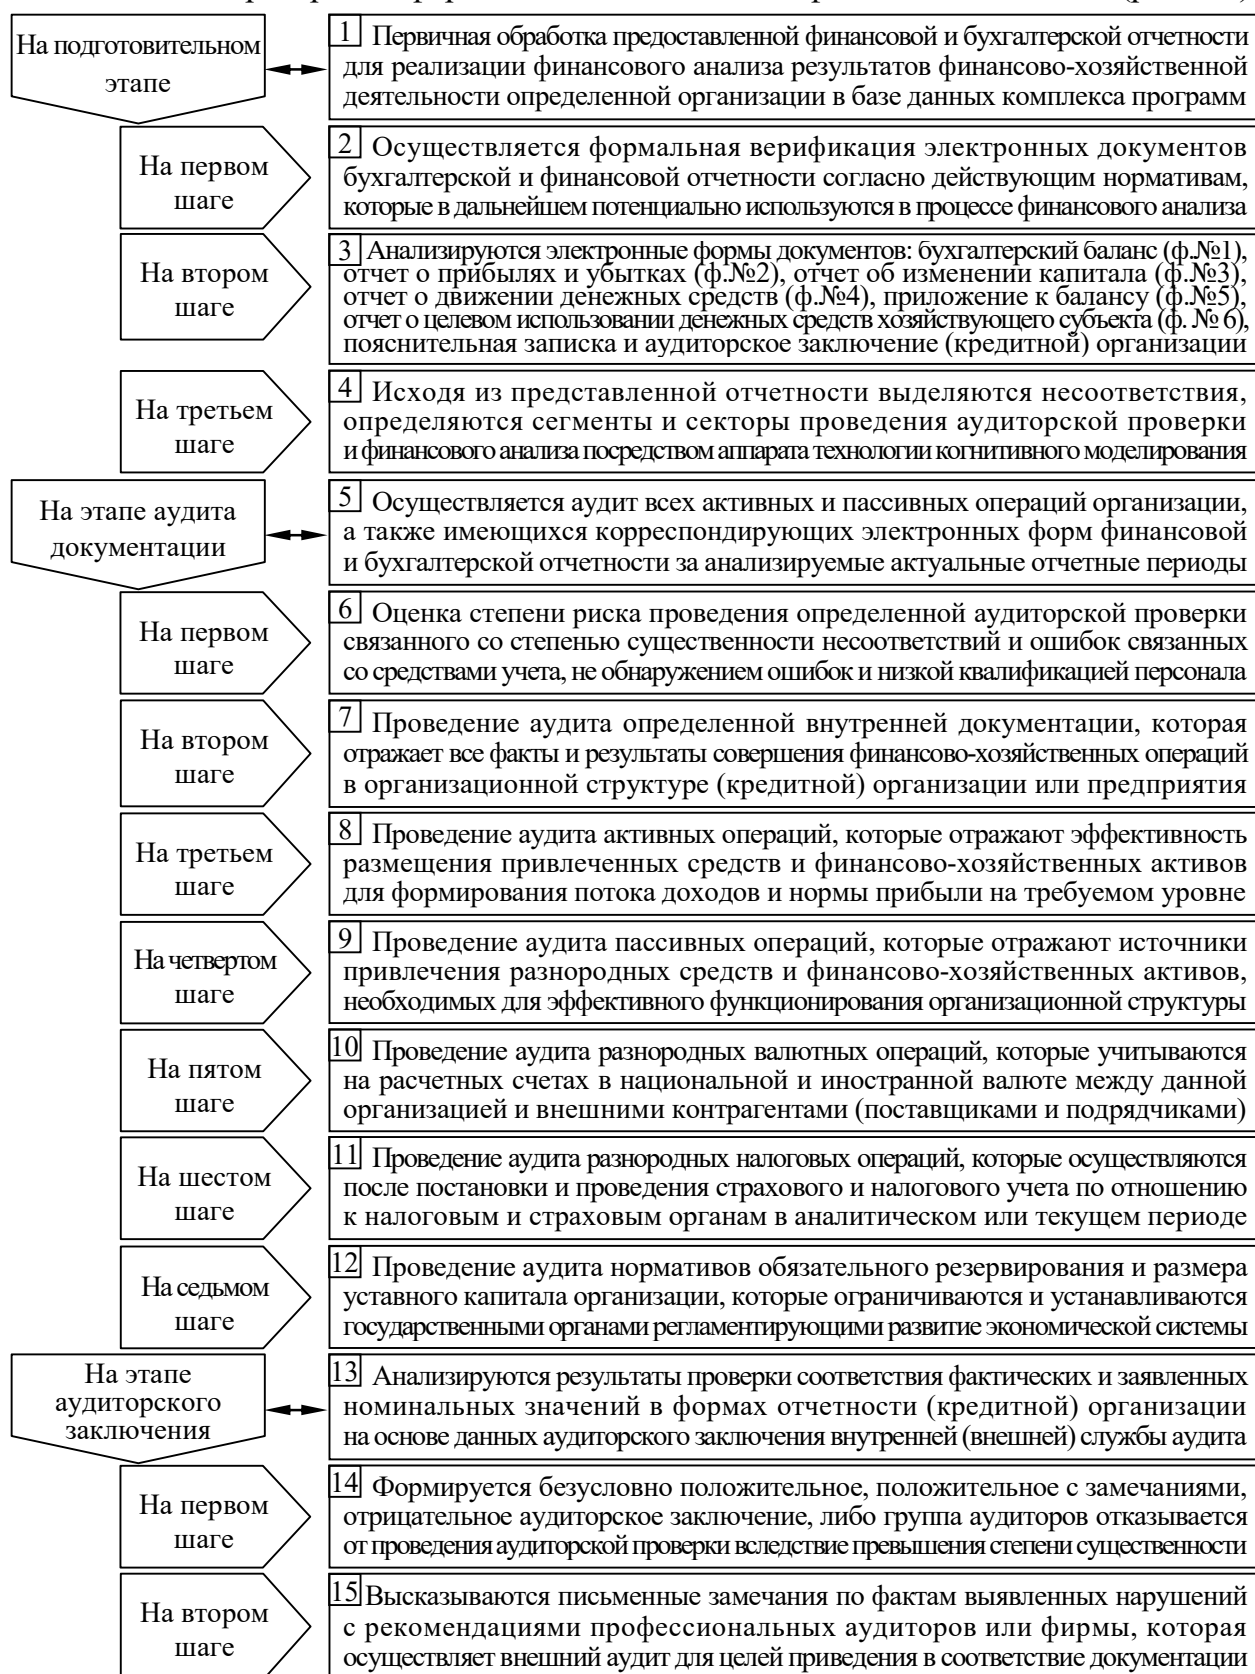 На подготовительном
этапе
1 Первичная обработка предоставленной финансовой и бухгалтерской отчетности
для реализации финансового анализа результатов финансово-хозяйственной
деятельности определенной организации в базе данных комплекса программ
На первом
шаге
2 Осуществляется формальная верификация электронных документов
бухгалтерской и финансовой отчетности согласно действующим нормативам,
которые в дальнейшем потенциально используются в процессе финансового анализа
На втором
шаге
3 Анализируются электронные формы документов: бухгалтерский баланс (ф.№1),
отчет о прибылях и убытках (ф.№2), отчет об изменении капитала (ф.№3),
отчет о движении денежных средств (ф.№4), приложение к балансу (ф.№5),
отчет о целевом использовании денежных средств хозяйствующего субъекта (ф. № 6),
пояснительная записка и аудиторское заключение (кредитной) организации
На третьем
шаге
4 Исходя из представленной отчетности выделяются несоответствия,
определяются сегменты и секторы проведения аудиторской проверки
и финансового анализа посредством аппарата технологии когнитивного моделирования
На этапе аудита
документации
5 Осуществляется аудит всех активных и пассивных операций организации,
а также имеющихся корреспондирующих электронных форм финансовой
и бухгалтерской отчетности за анализируемые актуальные отчетные периоды
На первом
шаге
6 Оценка степени риска проведения определенной аудиторской проверки
связанного со степенью существенности несоответствий и ошибок связанных
со средствами учета, не обнаружением ошибок и низкой квалификацией персонала
На втором
шаге
7 Проведение аудита определенной внутренней документации, которая
отражает все факты и результаты совершения финансово-хозяйственных операций
в организационной структуре (кредитной) организации или предприятия
На третьем
шаге
8 Проведение аудита активных операций, которые отражают эффективность
размещения привлеченных средств и финансово-хозяйственных активов
для формирования потока доходов и нормы прибыли на требуемом уровне
На четвертом
шаге
9 Проведение аудита пассивных операций, которые отражают источники
привлечения разнородных средств и финансово-хозяйственных активов,
необходимых для эффективного функционирования организационной структуры
На пятом
шаге
10 Проведение аудита разнородных валютных операций, которые учитываются
на расчетных счетах в национальной и иностранной валюте между данной
организацией и внешними контрагентами (поставщиками и подрядчиками)
На шестом
шаге
11 Проведение аудита разнородных налоговых операций, которые осуществляются
после постановки и проведения страхового и налогового учета по отношению
к налоговым и страховым органам в аналитическом или текущем периоде
На седьмом
шаге
12 Проведение аудита нормативов обязательного резервирования и размера
уставного капитала организации, которые ограничиваются и устанавливаются
государственными органами регламентирующими развитие экономической системы
На этапе
аудиторского
заключения
13 Анализируются результаты проверки соответствия фактических и заявленных
номинальных значений в формах отчетности (кредитной) организации
на основе данных аудиторского заключения внутренней (внешней) службы аудита
На первом
шаге
14 Формируется безусловно положительное, положительное с замечаниями,
отрицательное аудиторское заключение, либо группа аудиторов отказывается
от проведения аудиторской проверки вследствие превышения степени существенности
На втором
шаге
15 Высказываются письменные замечания по фактам выявленных нарушений
с рекомендациями профессиональных аудиторов или фирмы, которая
осуществляет внешний аудит для целей приведения в соответствие документации